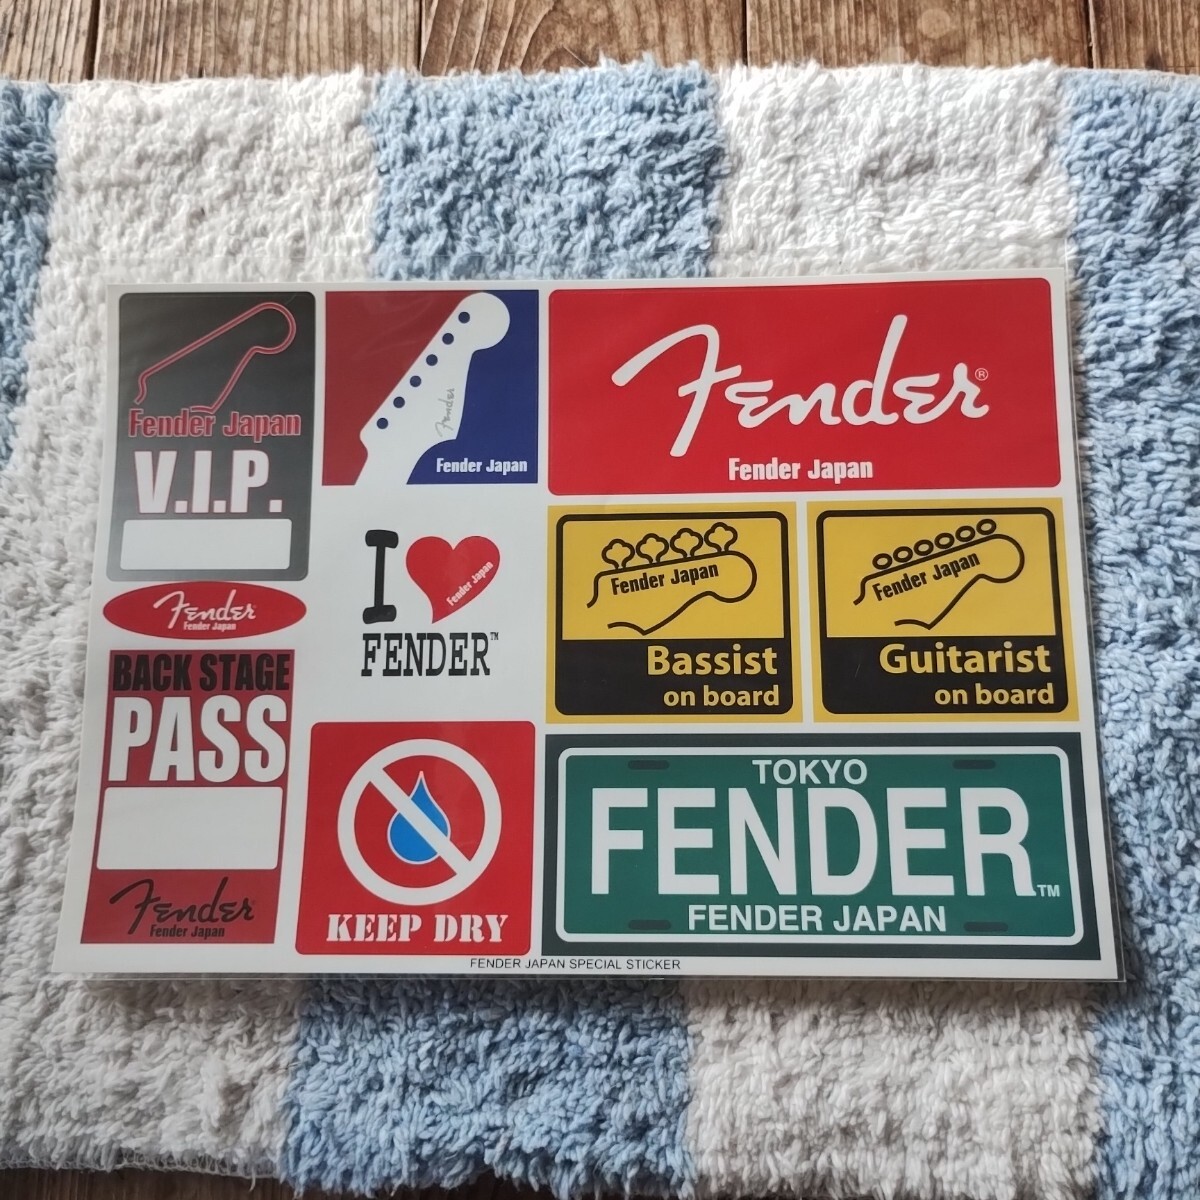 Fender Japan
V.I.P.
Fender
Fender Japan
Fender®
Fender Japan
I
Fender Japan
FENDER™
Fender Japan
Bassist
on board
Fender Japan
Guitarist
on board
Fender
Fender Japan
BACK STAGE
PASS
Fender
Fender Japan
KEEP DRY
TOKYO
FENDER™
FENDER JAPAN
FENDER JAPAN SPECIAL STICKER